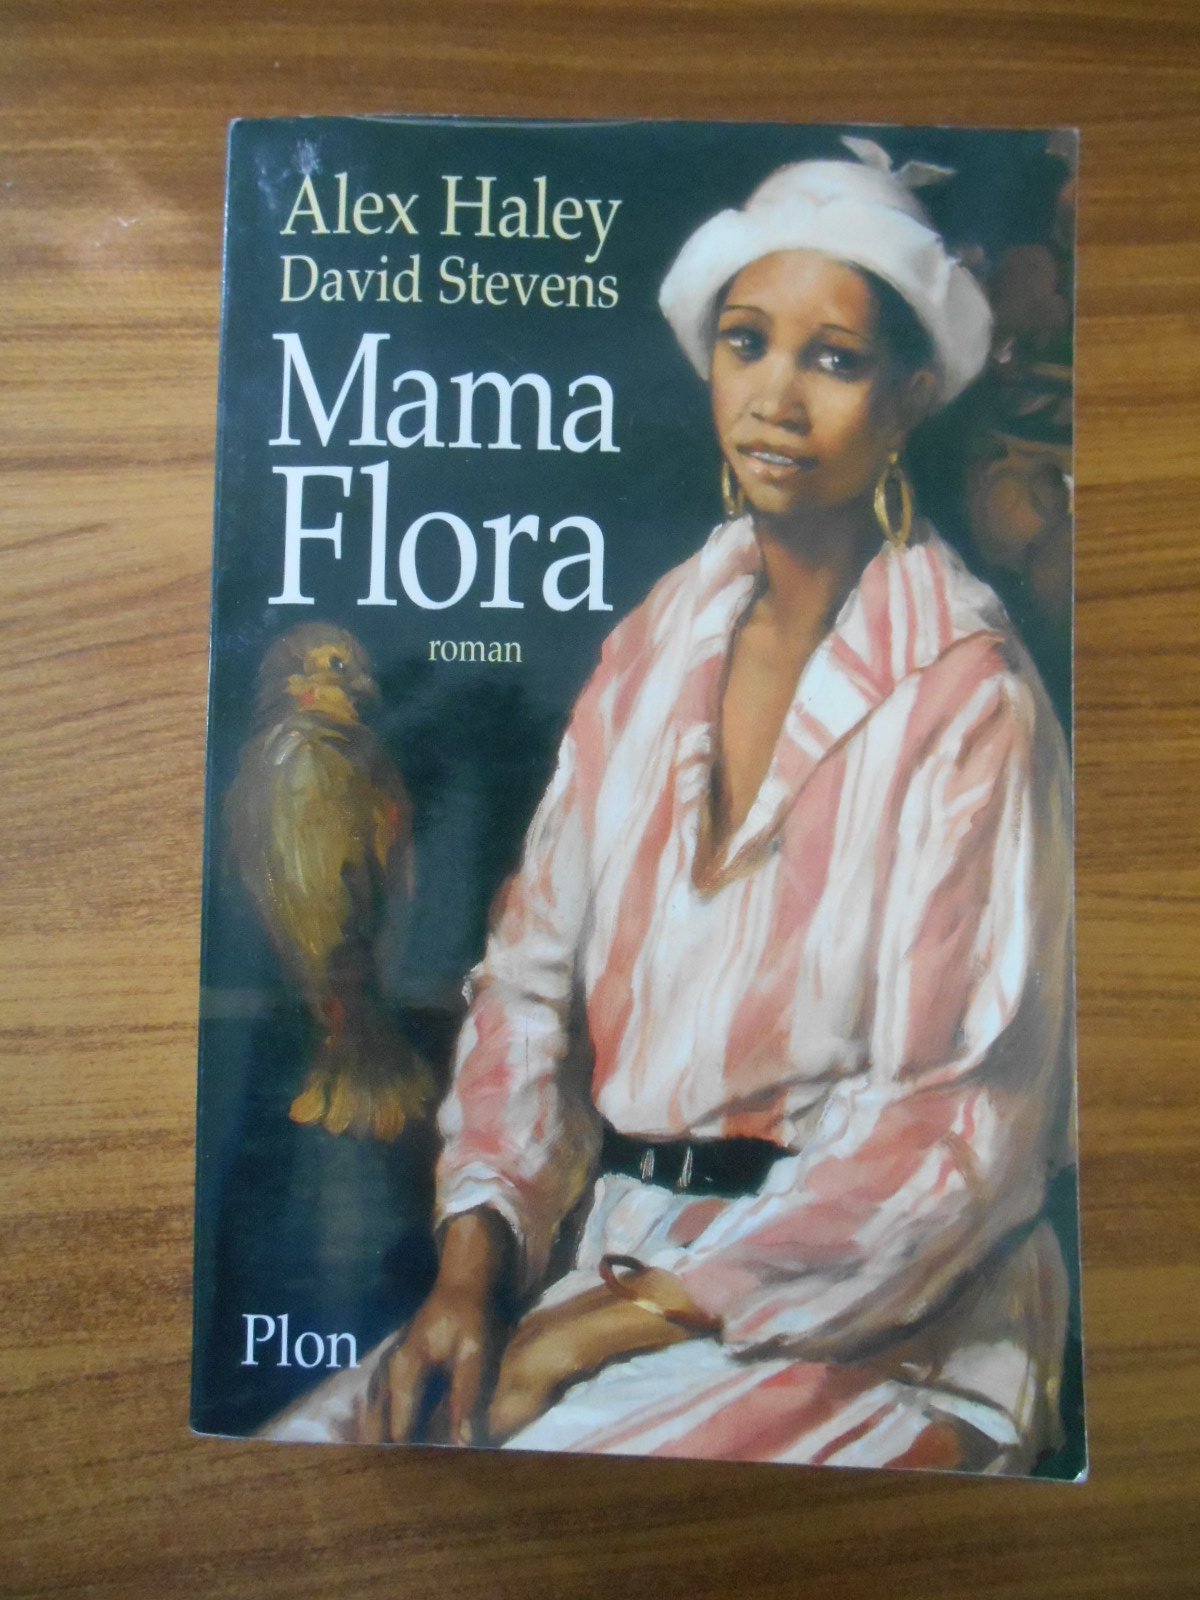 Alex Haley
David Stevens
Mama
Flora
roman
Plon